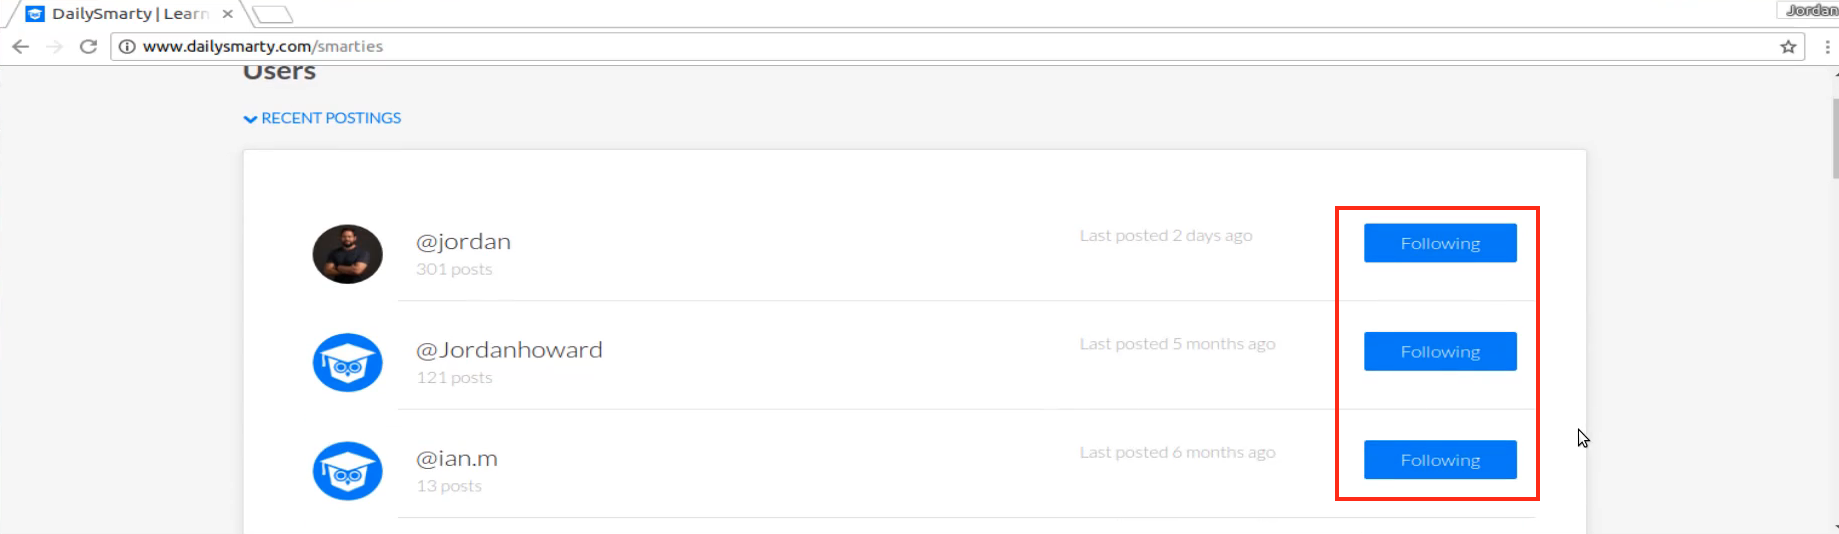 DailySmarty | Learn
Jordan
www.dailysmarty.com/smarties
Users
RECENT POSTINGS
@jordan
Last posted 2 days ago
Following
301 posts
@Jordanhoward
Last posted 5 months ago
Following
121 posts
@ian.m
Last posted 6 months ago
Following
13 posts